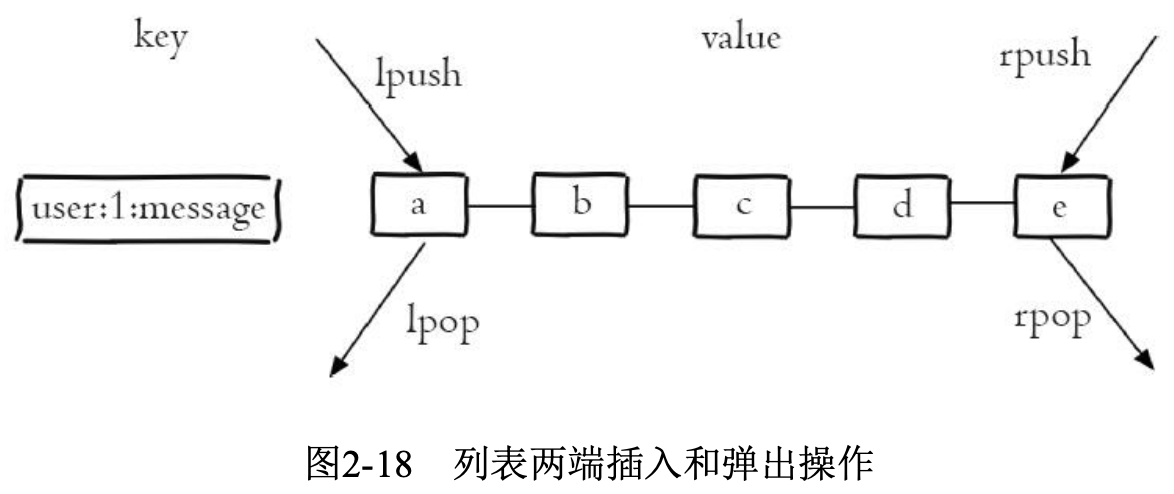 key
value
lpush
rpush
user:1:message
a
b
c
d
e
lpop
rpop
图2-18 列表两端插入和弹出操作